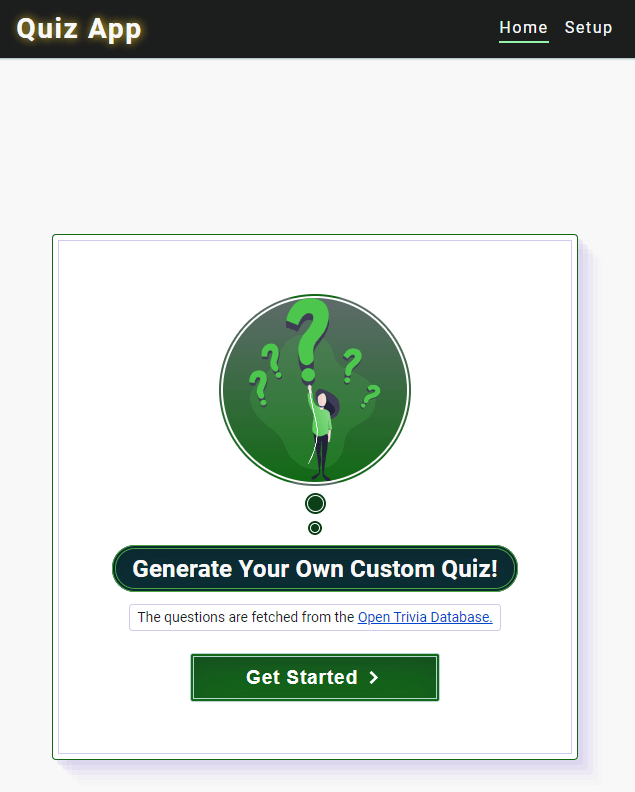 Quiz App
Home Setup
Generate Your Own Custom Quiz!
The questions are fetched from the Open Trivia Database.
Get Started